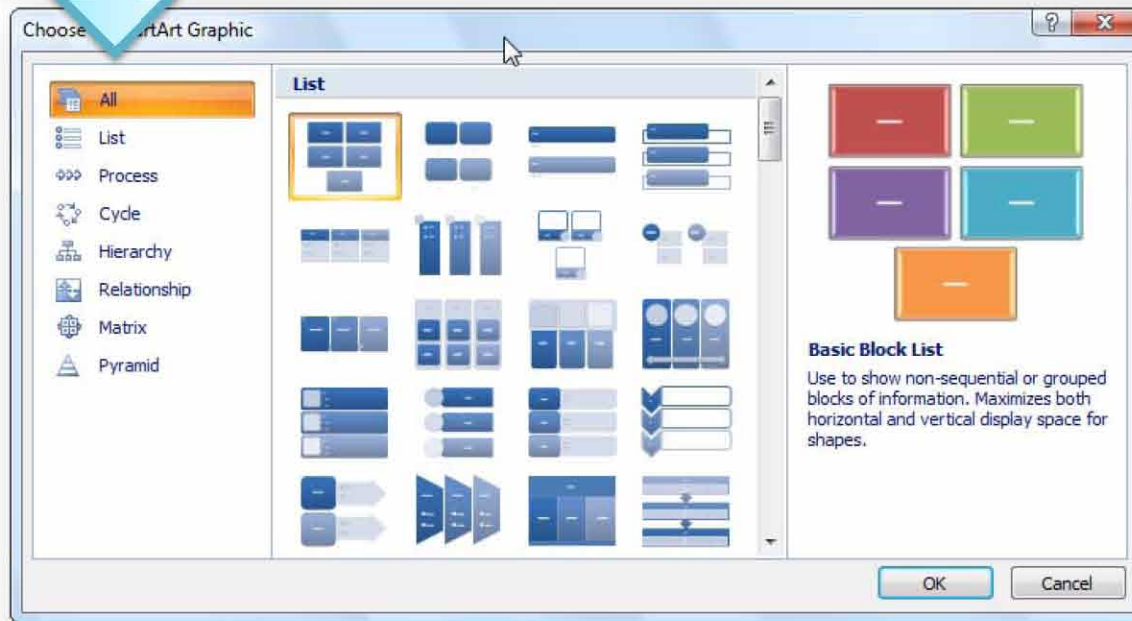 Choose rtArt Graphic
All
List
Process
Cycle
Hierarchy
Relationship
Matrix
Pyramid
List
Basic Block List
Use to show non-sequential or grouped
blocks of information. Maximizes both
horizontal and vertical display space for
shapes.
OK
Cancel